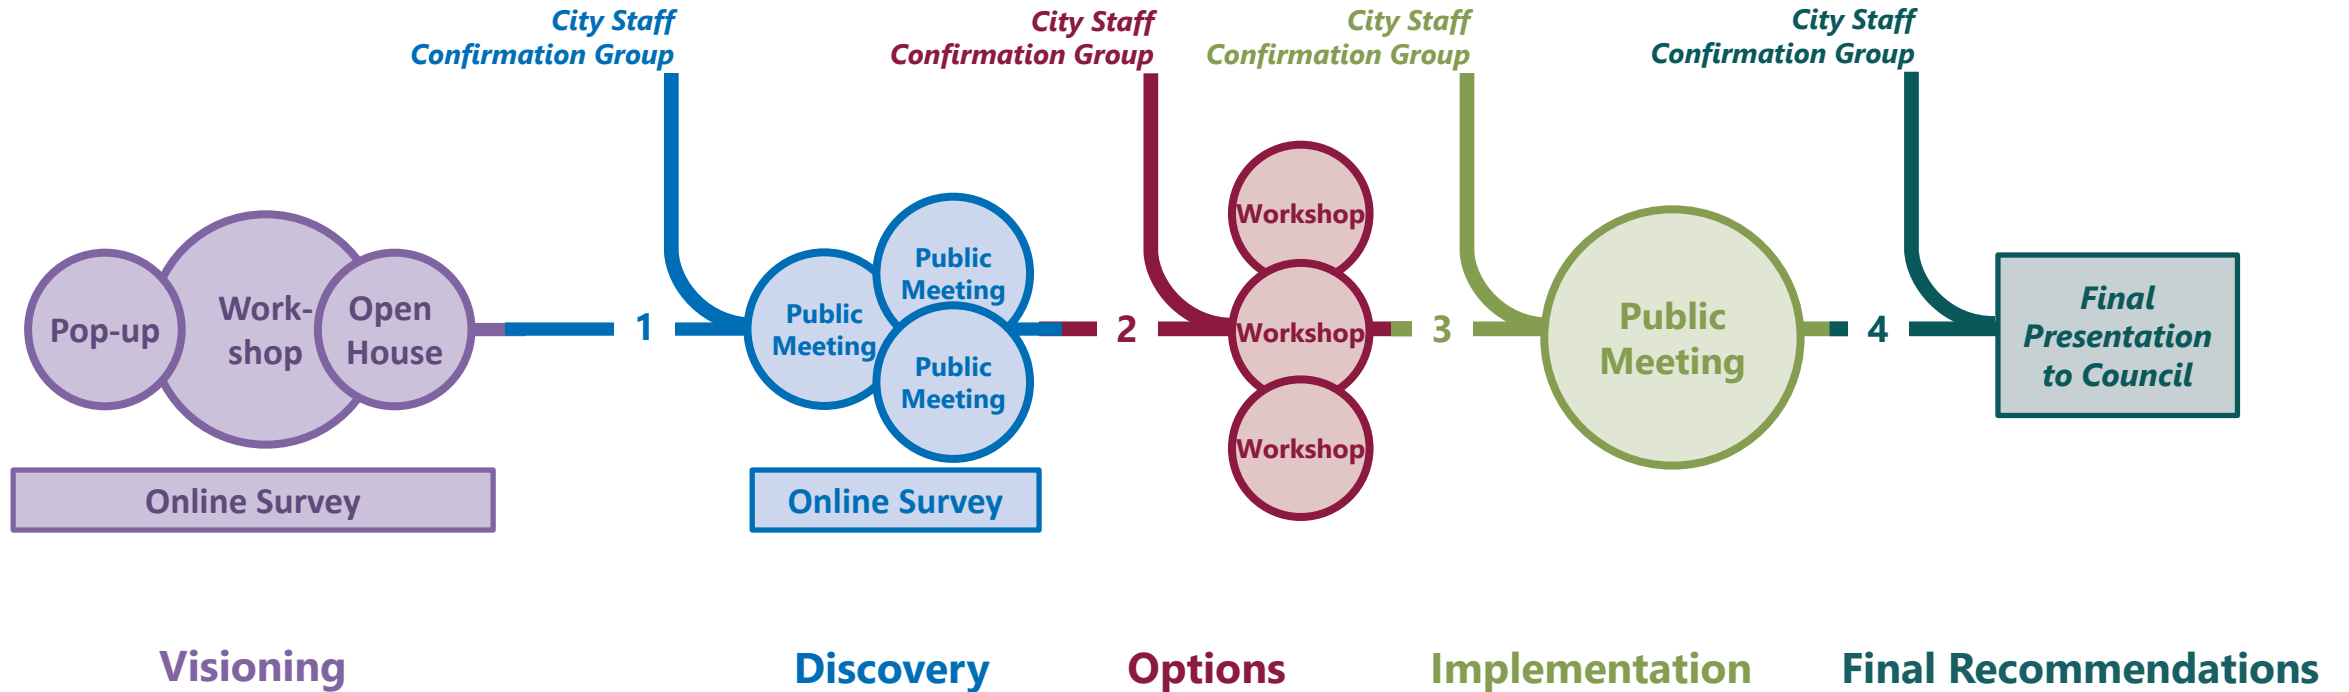 City Staff
Confirmation Group
City Staff
Confirmation Group
City Staff
Confirmation Group
City Staff
Confirmation Group
Pop-up
Work-
shop
Open
House
Online Survey
1
Public
Meeting
Public
Meeting
Public
Meeting
Online Survey
2
Workshop
Workshop
Workshop
3
Public
Meeting
4
Final
Presentation
to Council
Visioning
Discovery
Options
Implementation
Final Recommendations